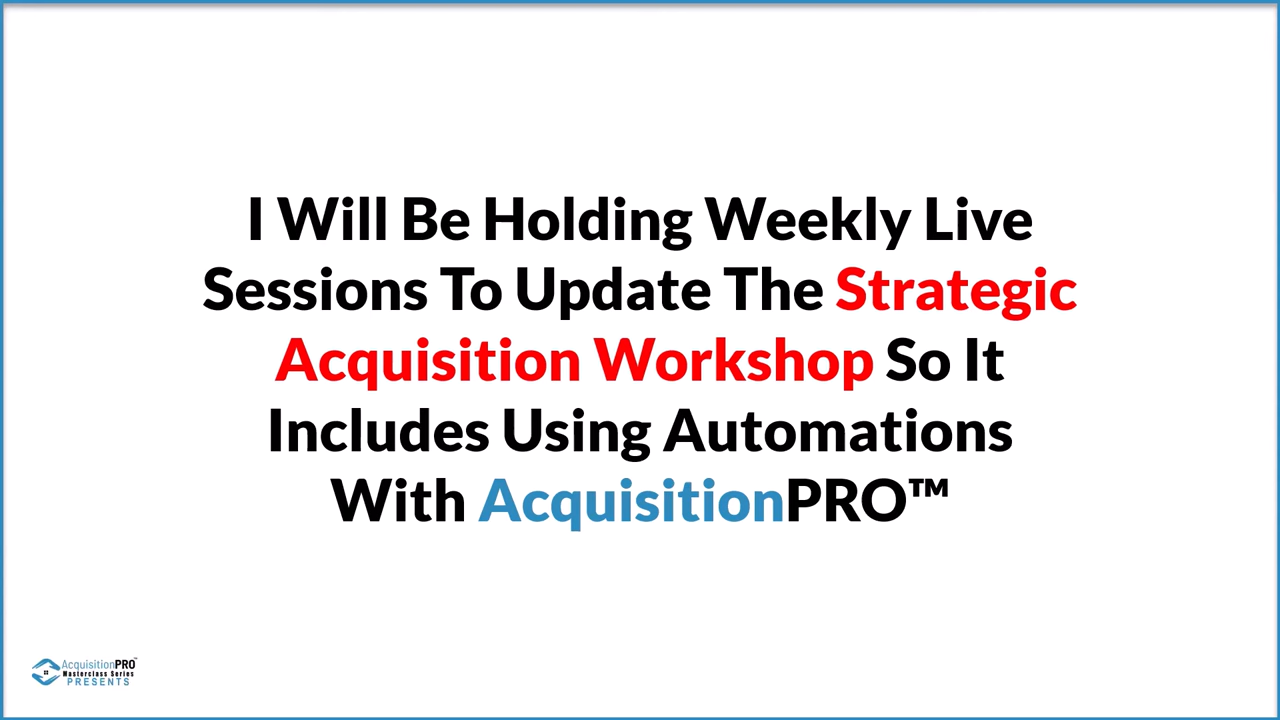 I Will Be Holding Weekly Live
Sessions To Update The Strategic
Acquisition Workshop So It
Includes Using Automations
With AcquisitionPRO™
AcquisitionPRO™
Masterclass Series
PRESENTS